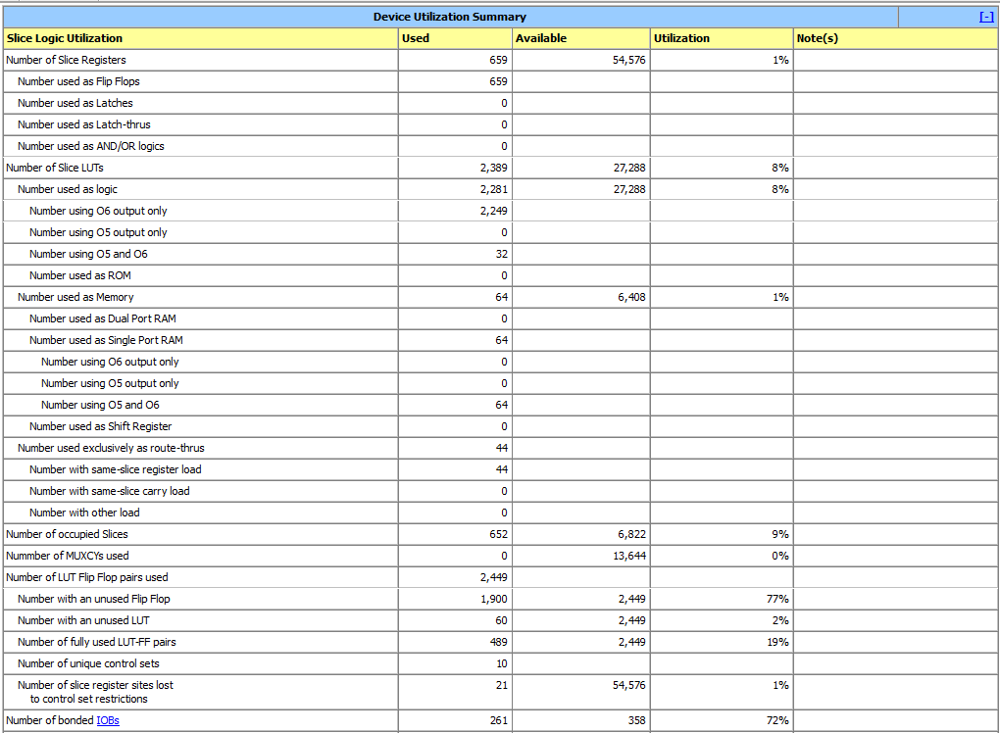 Device Utilization Summary [-]
Slice Logic Utilization Used Available Utilization Note(s)
Number of Slice Registers 659 54,576 1%
Number used as Flip Flops 659
Number used as Latches 0
Number used as Latch-thrus 0
Number used as AND/OR logics 0
Number of Slice LUTs 2,389 27,288 8%
Number used as logic 2,281 27,288 8%
Number using O6 output only 2,249
Number using O5 output only 0
Number using O5 and O6 32
Number used as ROM 0
Number used as Memory 64 6,408 1%
Number used as Dual Port RAM 0
Number used as Single Port RAM 64
Number using O6 output only 0
Number using O5 output only 0
Number using O5 and O6 64
Number used as Shift Register 0
Number used exclusively as route-thrus 44
Number with same-slice register load 44
Number with same-slice carry load 0
Number with other load 0
Number of occupied Slices 652 6,822 9%
Nummber of MUXCYs used 0 13,644 0%
Number of LUT Flip Flop pairs used 2,449
Number with an unused Flip Flop 1,900 2,449 77%
Number with an unused LUT 60 2,449 2%
Number of fully used LUT-FF pairs 489 2,449 19%
Number of unique control sets 10
Number of slice register sites lost 21 54,576 1%
to control set restrictions
Number of bonded IOBs 261 358 72%